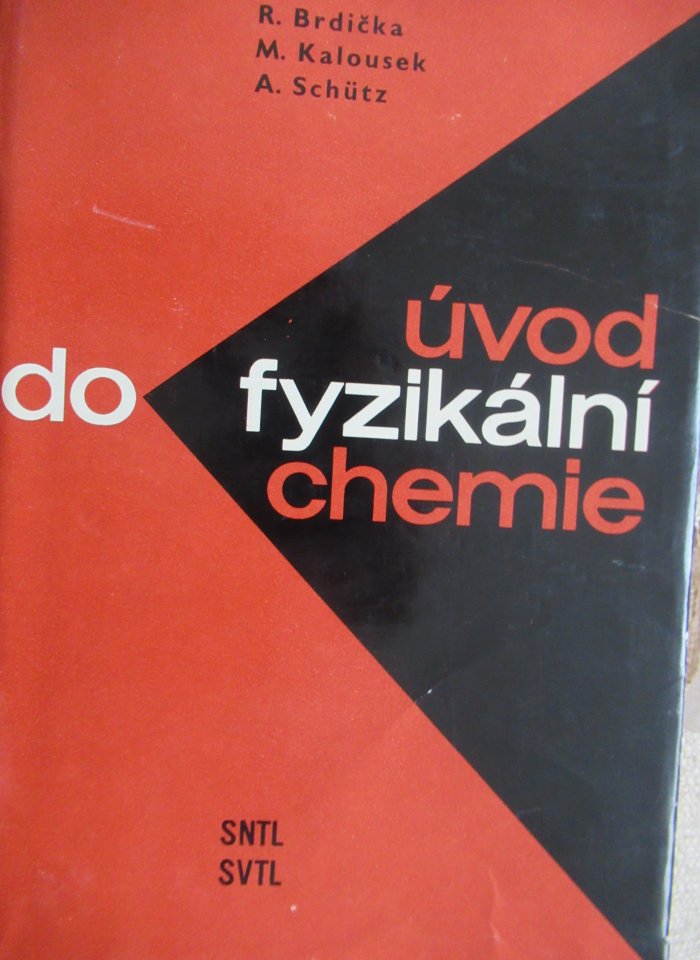 R. Brdička
M. Kalousek
A. Schütz
úvod
do fyzikální
chemie
SNTL
SVTL